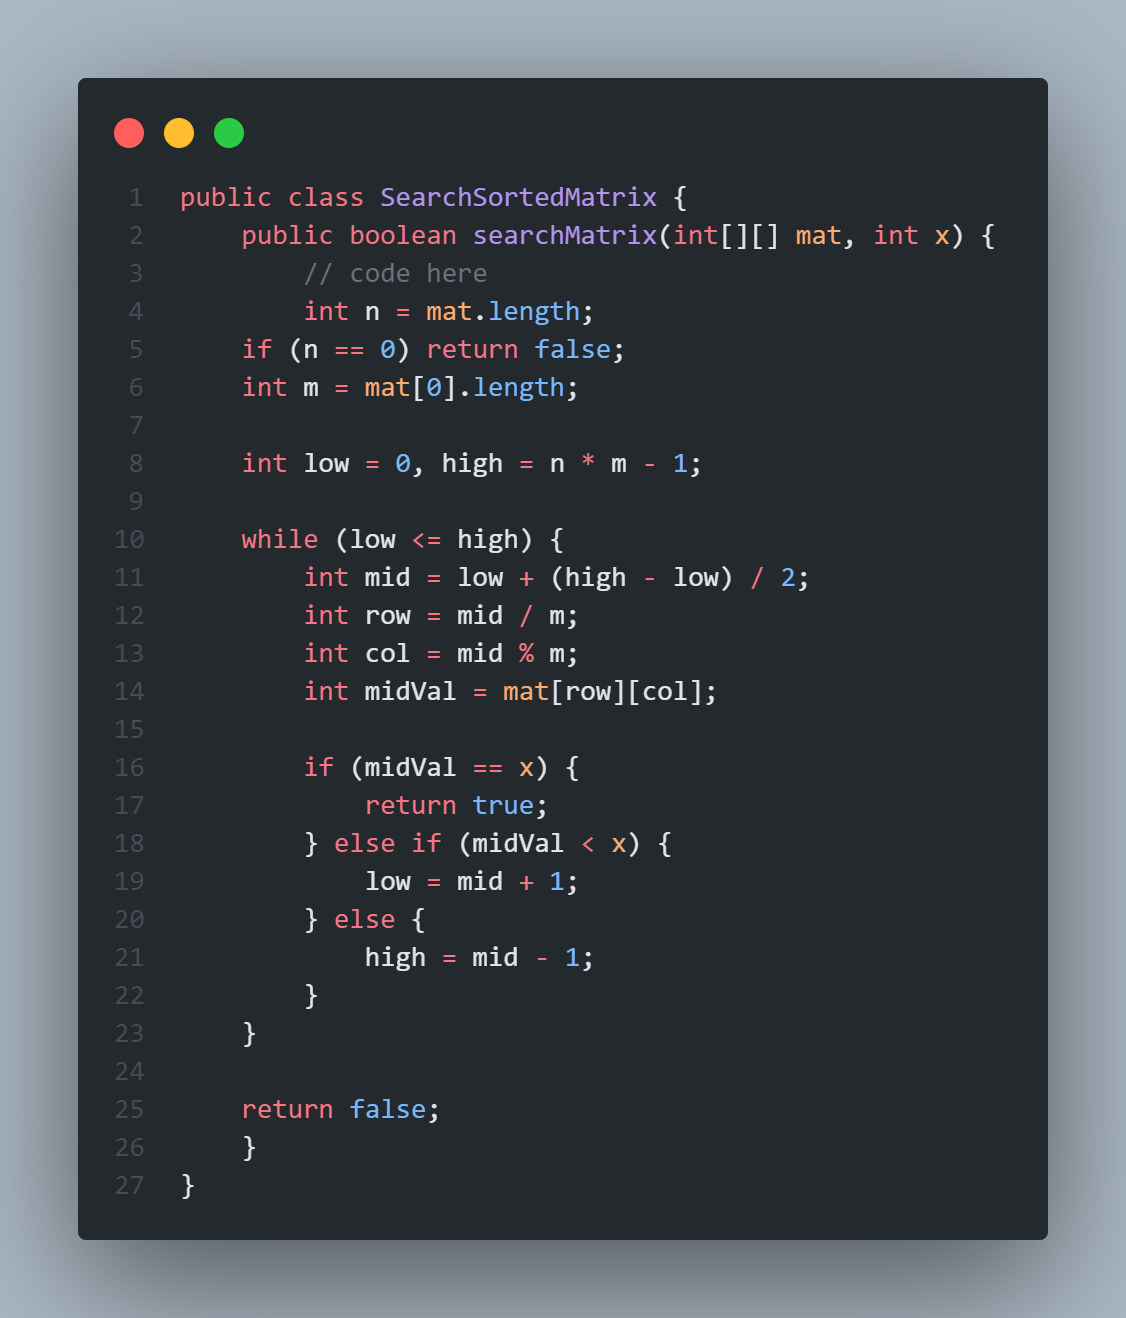 1 public class SearchSortedMatrix {
2     public boolean searchMatrix(int[][] mat, int x) {
3         // code here
4         int n = mat.length;
5     if (n == 0) return false;
6     int m = mat[0].length;
7
8     int low = 0, high = n * m - 1;
9
10     while (low <= high) {
11         int mid = low + (high - low) / 2;
12         int row = mid / m;
13         int col = mid % m;
14         int midVal = mat[row][col];
15
16         if (midVal == x) {
17             return true;
18         } else if (midVal < x) {
19             low = mid + 1;
20         } else {
21             high = mid - 1;
22         }
23     }
24
25     return false;
26     }
27 }